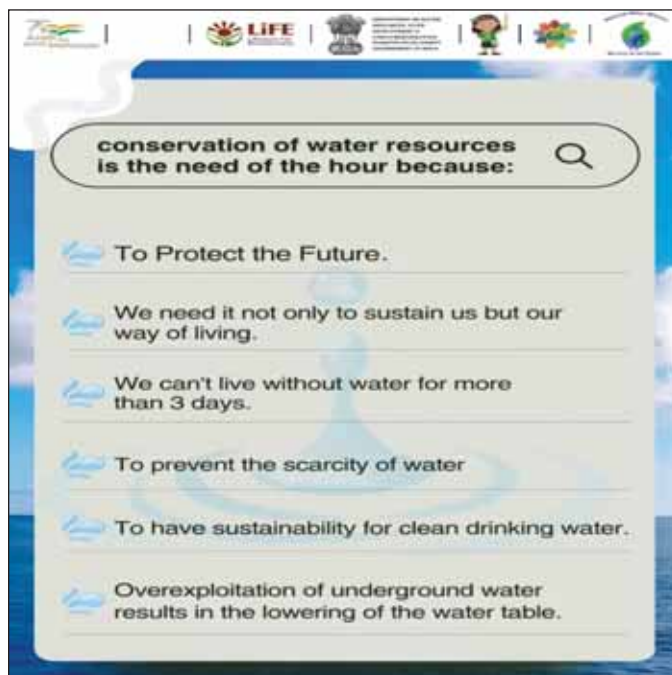 LiFE
conservation of water resources
is the need of the hour because:
To Protect the Future.
We need it not only to sustain us but our
way of living.
We can't live without water for more
than 3 days.
To prevent the scarcity of water
To have sustainability for clean drinking water.
Overexploitation of underground water
results in the lowering of the water table.